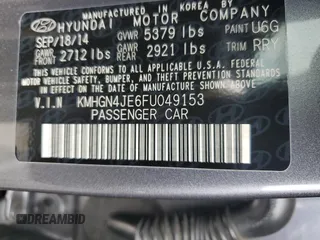 MANUFACTURED IN KOREA BY
HYUNDAI MOTOR COMPANY
SEP/18/14 GVWR 5379 lbs PAINT U6G
GAWR FRONT 2712 lbs GAWR REAR 2921 lbs TRIM RRY
THIS VEHICLE CONFORMS TO ALL APPLICABLE FEDERAL MOTOR VEHICLE SAFETY, BUMPER, AND THEFT PREVENTION STANDARDS IN EFFECT ON THE DATE OF MANUFACTURE SHOWN ABOVE.
V.I.N KMHGN4JE6FU049153
PASSENGER CAR
DREAMBID